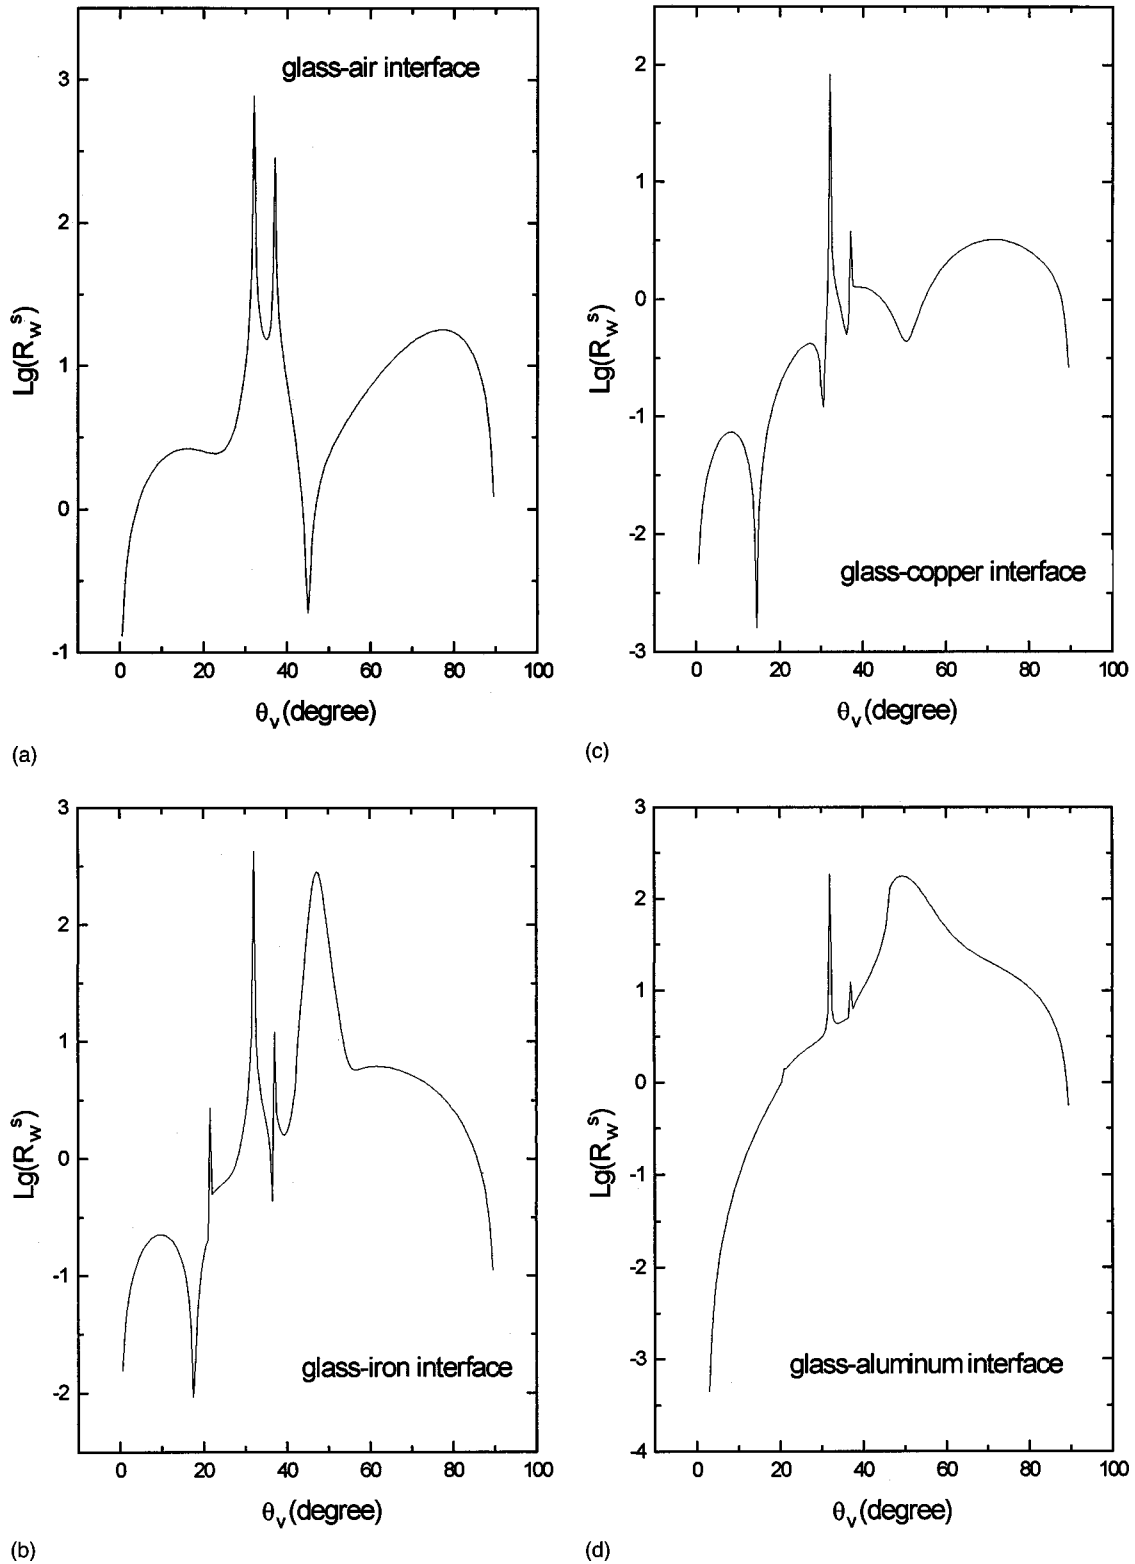 glass-air interface
3
2
1
0
-1
Lg(R_w^s)
0 20 40 60 80 100
θ_v (degree)
(a)
glass-copper interface
2
1
0
-1
-2
-3
Lg(R_w^s)
0 20 40 60 80 100
θ_v (degree)
(c)
3
2
1
0
-1
-2
Lg(R_w^s)
glass-iron interface
0 20 40 60 80 100
θ_v (degree)
(b)
3
2
1
0
-1
-2
-3
-4
Lg(R_w^s)
glass-aluminum interface
0 20 40 60 80 100
θ_v (degree)
(d)